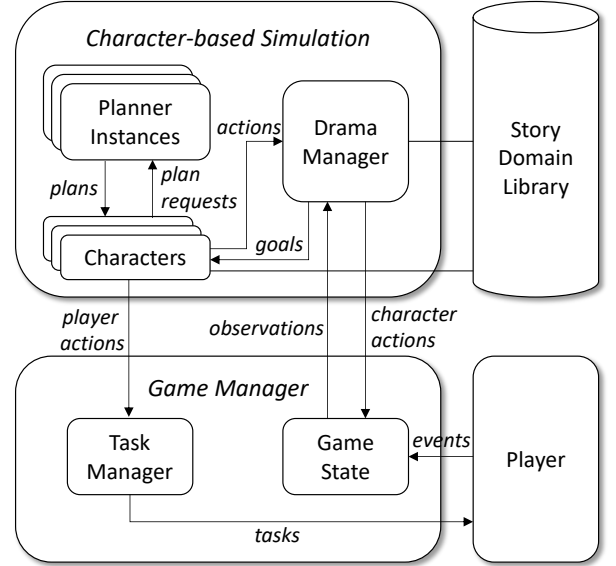 Character-based Simulation
Planner
Instances
actions
Drama
Manager
Story
Domain
Library
plans
plan
requests
goals
Characters
player
actions
observations
character
actions
Game Manager
Task
Manager
Game
State
events
Player
tasks